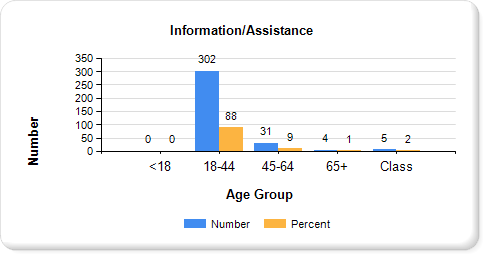 Information/Assistance
Number
350
300
250
200
150
100
50
0
0 0
302 88
31 9
4 1
5 2
<18 18-44 45-64 65+ Class
Age Group
Number Percent